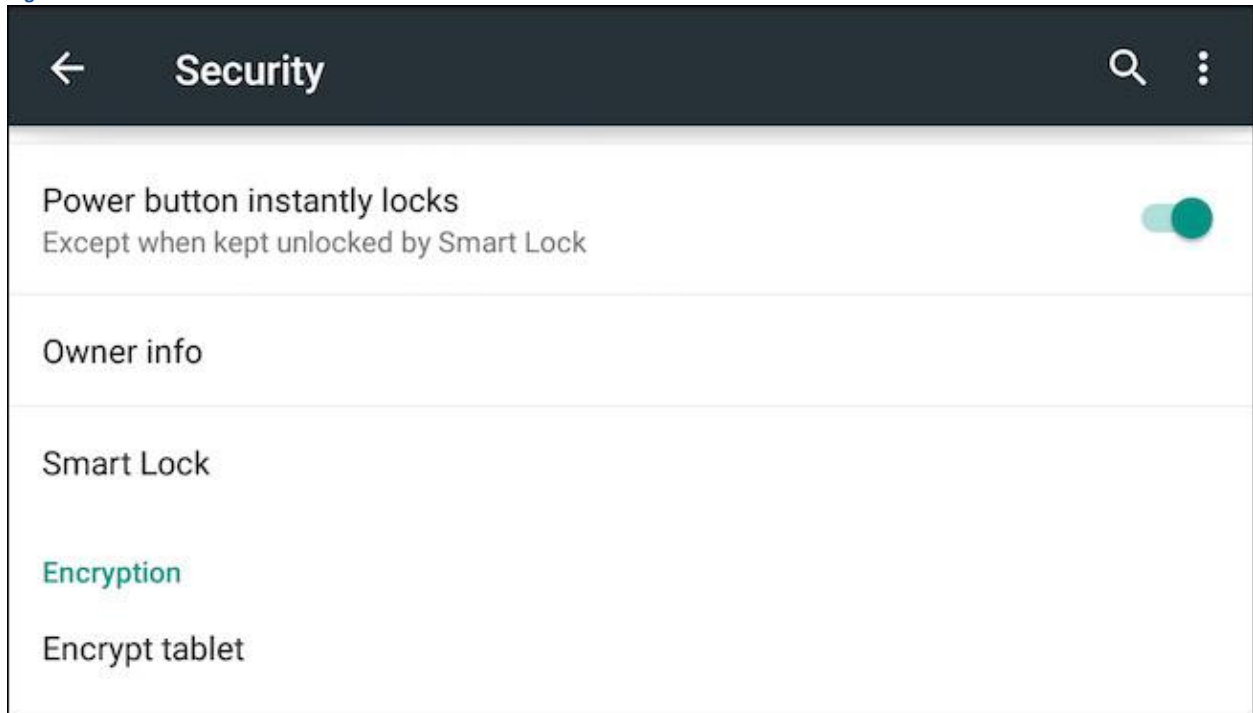 Security
Power button instantly locks
Except when kept unlocked by Smart Lock
Owner info
Smart Lock
Encryption
Encrypt tablet